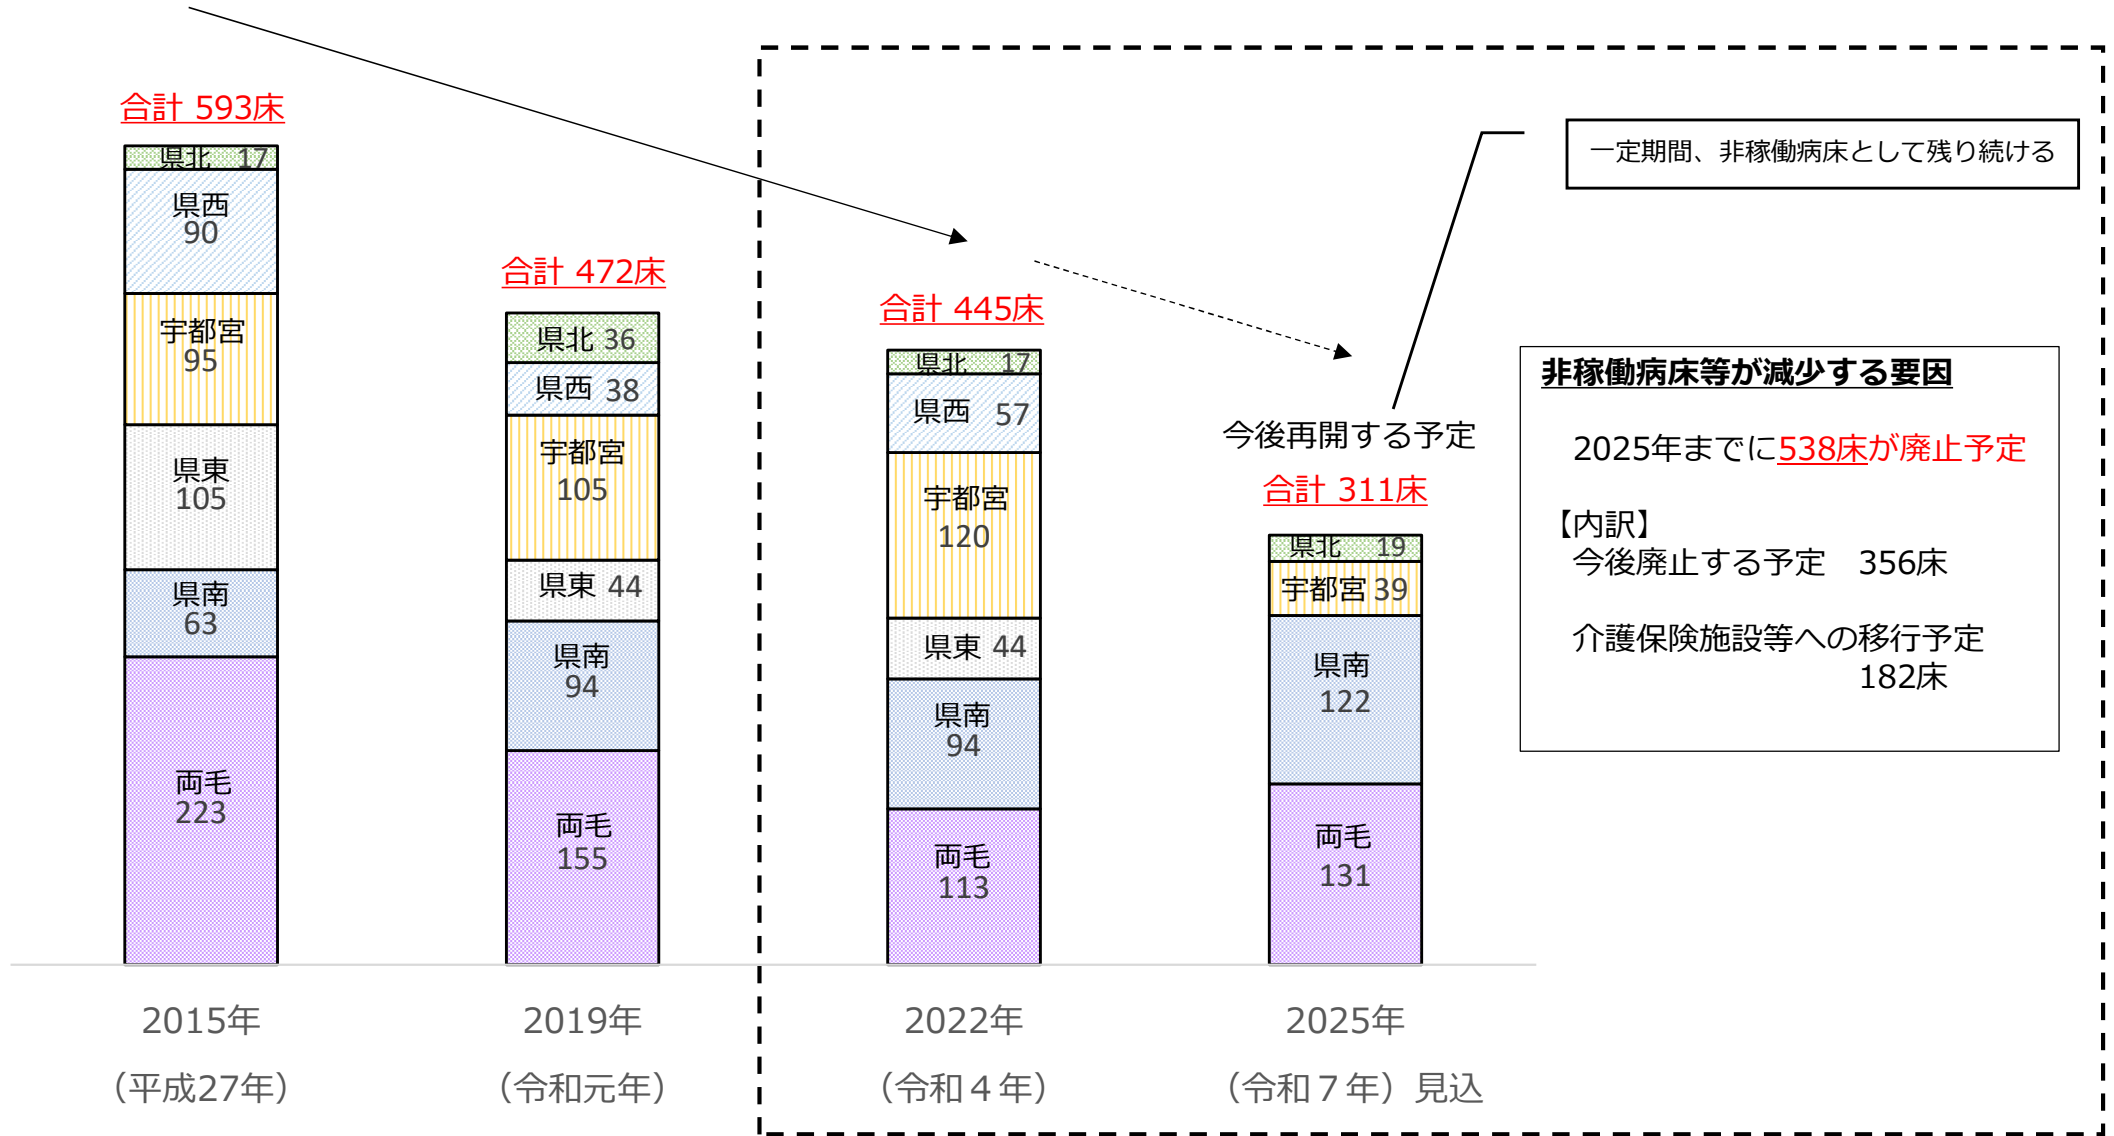 合計 593床
県北 17
県西
90
宇都宮
95
県東
105
県南
63
両毛
223
2015年
（平成27年）
合計 472床
県北 36
県西 38
宇都宮
105
県東 44
県南
94
両毛
155
2019年
（令和元年）
合計 445床
県北 17
県西 57
宇都宮
120
県東 44
県南
94
両毛
113
2022年
（令和４年）
今後再開する予定
合計 311床
県北 19
宇都宮 39
県南
122
両毛
131
2025年
（令和７年）見込
一定期間、非稼働病床として残り続ける
非稼働病床等が減少する要因
2025年までに538床が廃止予定
【内訳】
今後廃止する予定　356床
介護保険施設等への移行予定
182床